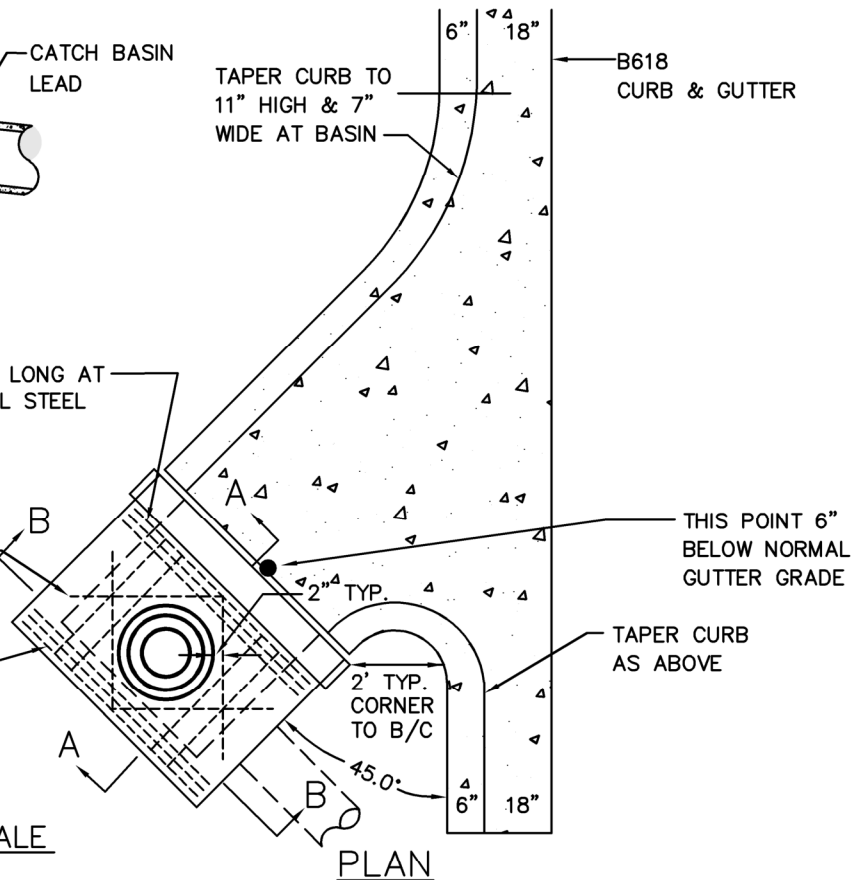 6" 18"
CATCH BASIN
LEAD
TAPER CURB TO
11" HIGH & 7"
WIDE AT BASIN
B618
CURB & GUTTER
LONG AT
L STEEL
A
B
THIS POINT 6"
BELOW NORMAL
GUTTER GRADE
2" TYP.
TAPER CURB
AS ABOVE
2' TYP.
CORNER
TO B/C
A
45.0°
B
6" 18"
ALE
PLAN